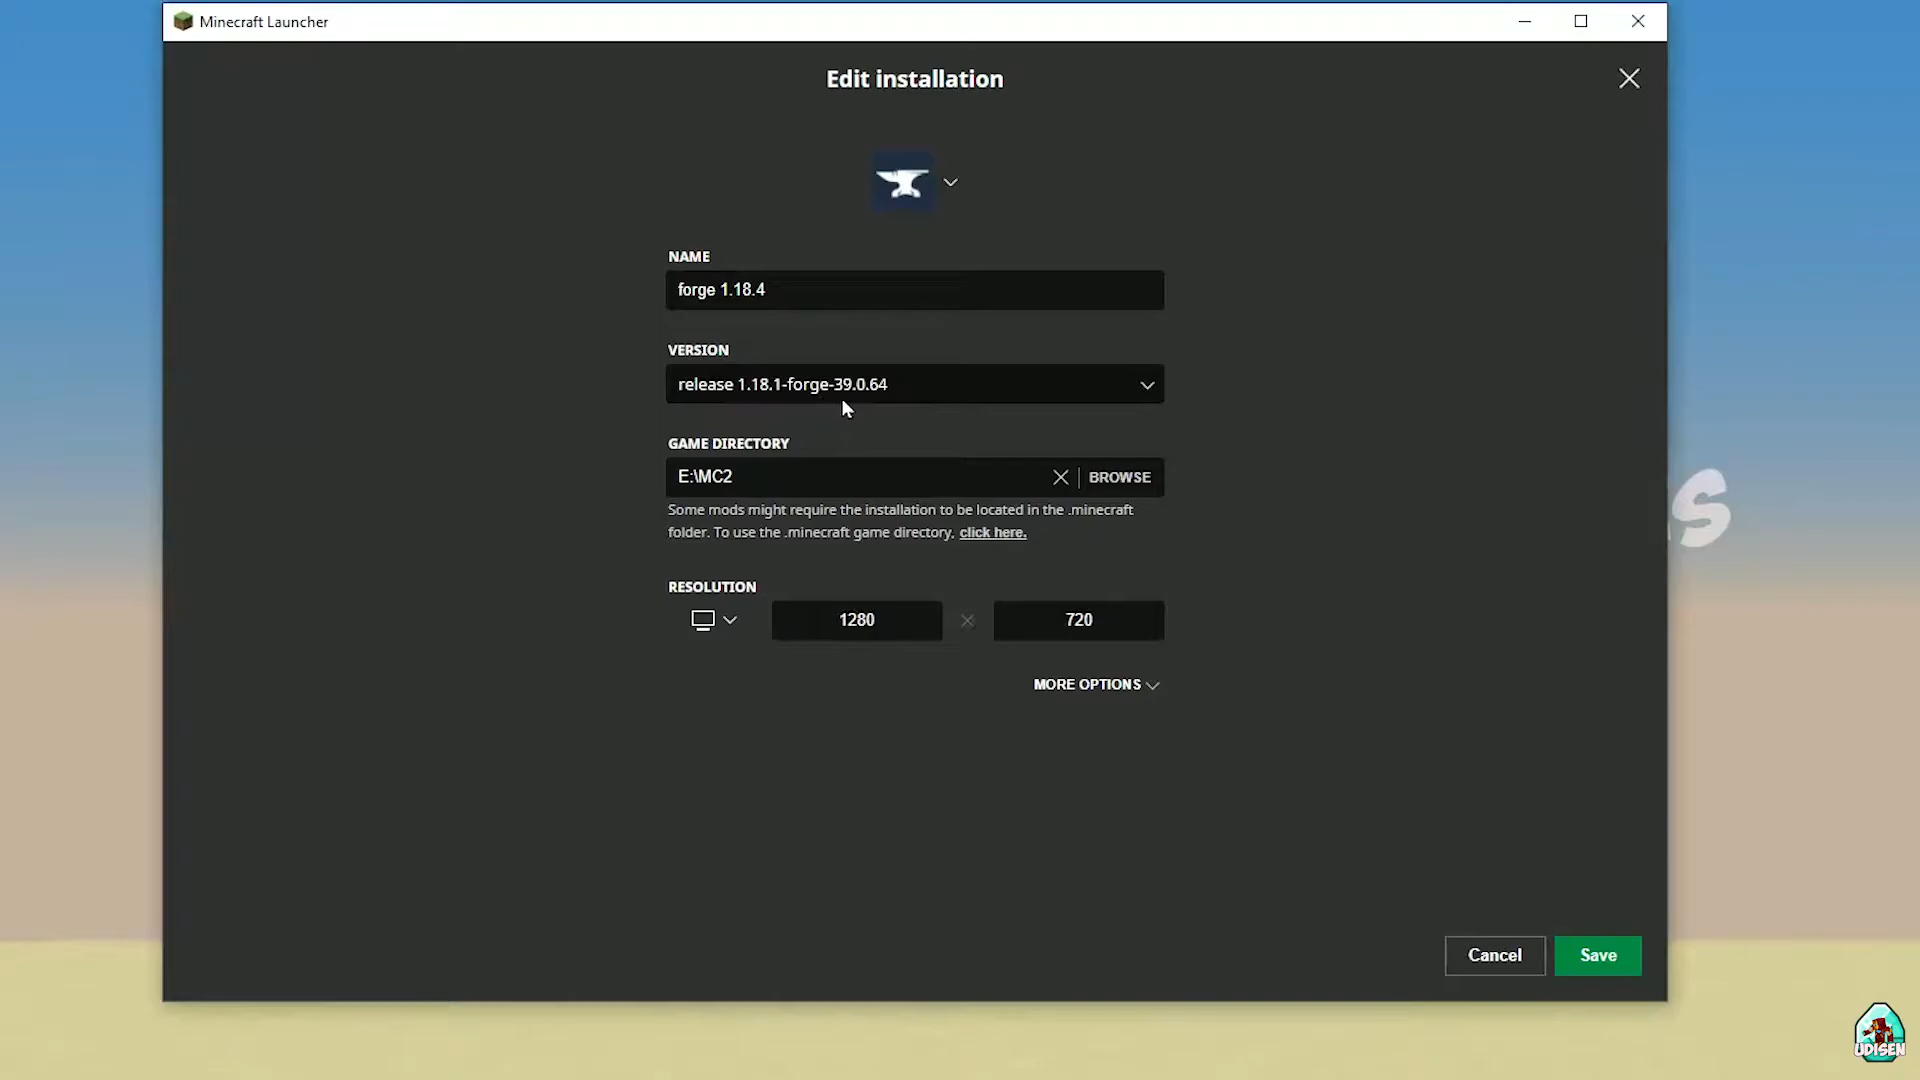 Minecraft Launcher
Edit installation
NAME
forge 1.18.4
VERSION
release 1.18.1-forge-39.0.64
GAME DIRECTORY
E:\MC2
BROWSE
Some mods might require the installation to be located in the .minecraft
folder. To use the .minecraft game directory, click here.
RESOLUTION
1280
720
MORE OPTIONS
Cancel
Save
UDISEN